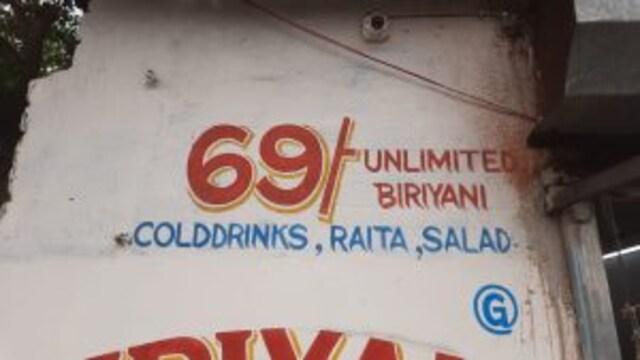 69/- UNLIMITED
BIRIYANI
COLDDRINKS, RAITA, SALAD
G